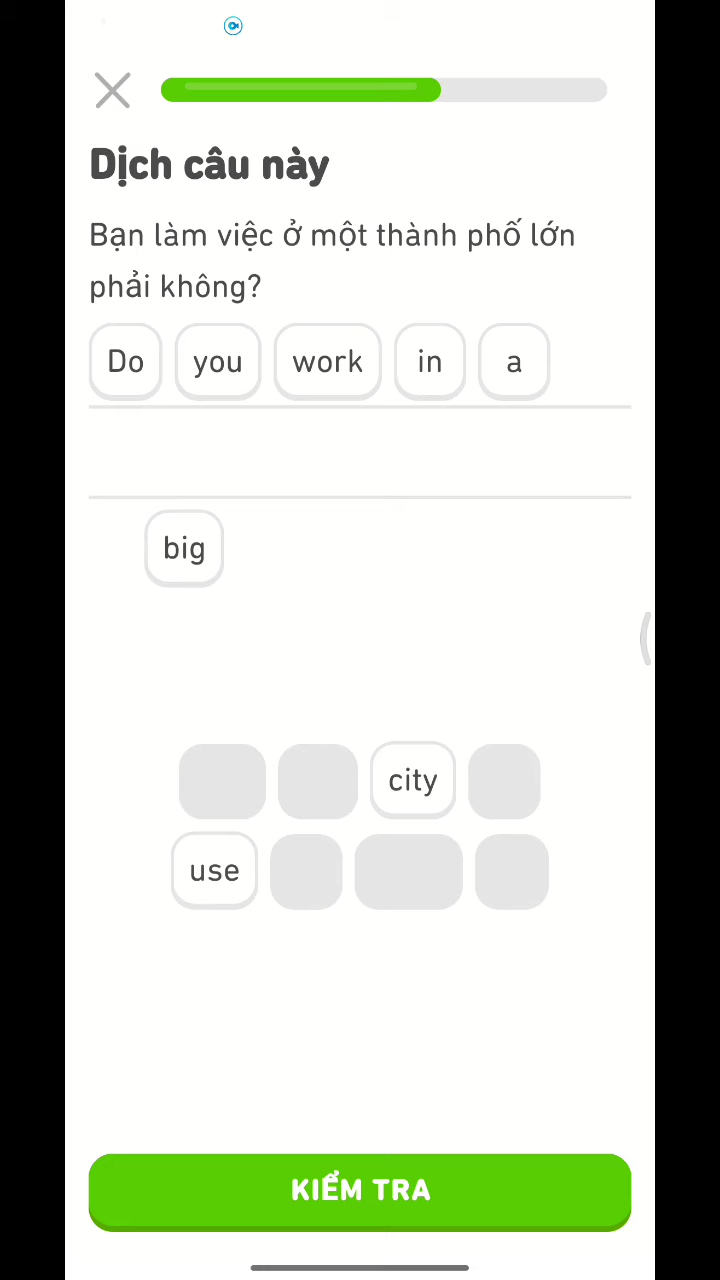 Dịch câu này
Bạn làm việc ở một thành phố lớn
phải không?
Do you work in a
big
city
use
KIỂM TRA